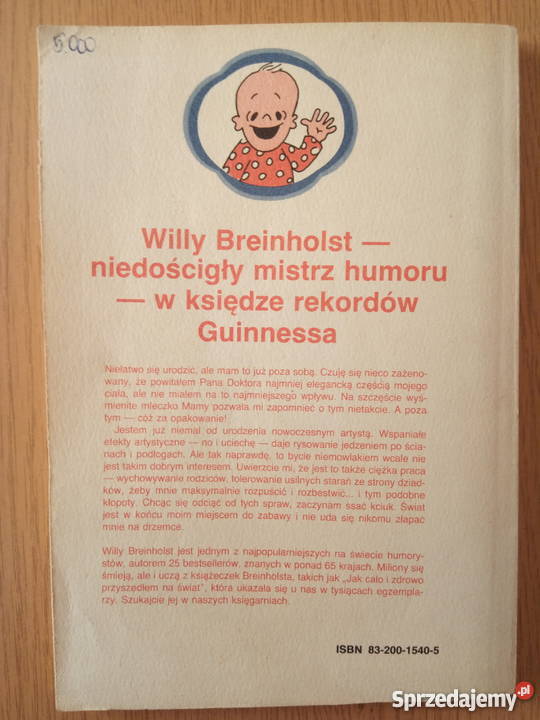 5.000
Willy Breinholst —
niedościgły mistrz humoru
— w księdze rekordów
Guinnessa
Niełatwo się urodzić, ale mam to już poza sobą. Czuję się nieco zażeno-
wany, że powitałem Pana Doktora najmniej elegancką częścią mojego
ciała, ale nie miałem na to najmniejszego wpływu. Na szczęście wyś-
mienite mleczko Mamy pozwala mi zapomnieć o tym nietakcie. A poza
tym — cóż za opakowanie!
Jestem już niemal od urodzenia nowoczesnym artystą. Wspaniałe
efekty artystyczne — no i uciechę — daje rysowanie jedzeniem po ścia-
nach i podłogach. Ale tak naprawdę, to bycie niemowlakiem wcale nie
jest takim dobrym interesem. Uwierzcie mi, że jest to także ciężka praca
— wychowywanie rodziców, tolerowanie usilnych starań ze strony dziad-
ków, żeby mnie maksymalnie rozpuścić i rozbestwić... i tym podobne
kłopoty. Chcąc się odciąć od tych spraw, zaczynam ssać kciuk. Świat
jest w końcu moim miejscem do zabawy i nie uda się nikomu złapać
mnie na drzemce.
Willy Breinholst jest jednym z najpopularniejszych na świecie humory-
stów, autorem 25 bestsellerów, znanych w ponad 65 krajach. Miliony się
śmieją, ale i uczą z książeczek Breinholsta, takich jak „Jak cało i zdrowo
przyszedłem na świat", która ukazała się u nas w tysiącach egzempla-
rzy. Szukajcie jej w naszych księgarniach.
ISBN 83-200-1540-5
Sprzedajemy.pl